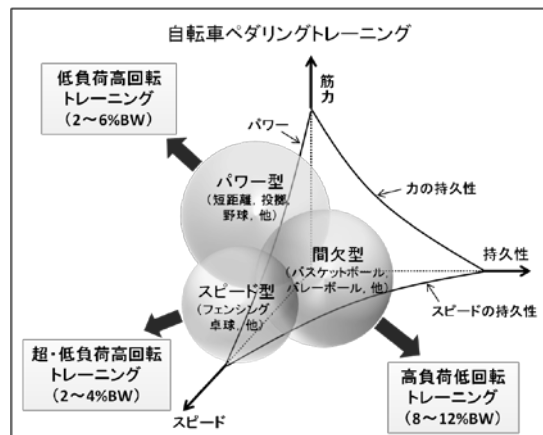 自転車ペダリングトレーニング
低負荷高回転
トレーニング
(2～6%BW)
筋力
パワー
パワー型
(短距離, 投擲,
野球, 他)
力の持久性
間欠型
(バスケットボール,
バレーボール, 他)
持久性
スピード型
(フェンシング
卓球, 他)
スピードの持久性
超・低負荷高回転
トレーニング
(2～4%BW)
スピード
高負荷低回転
トレーニング
(8～12%BW)